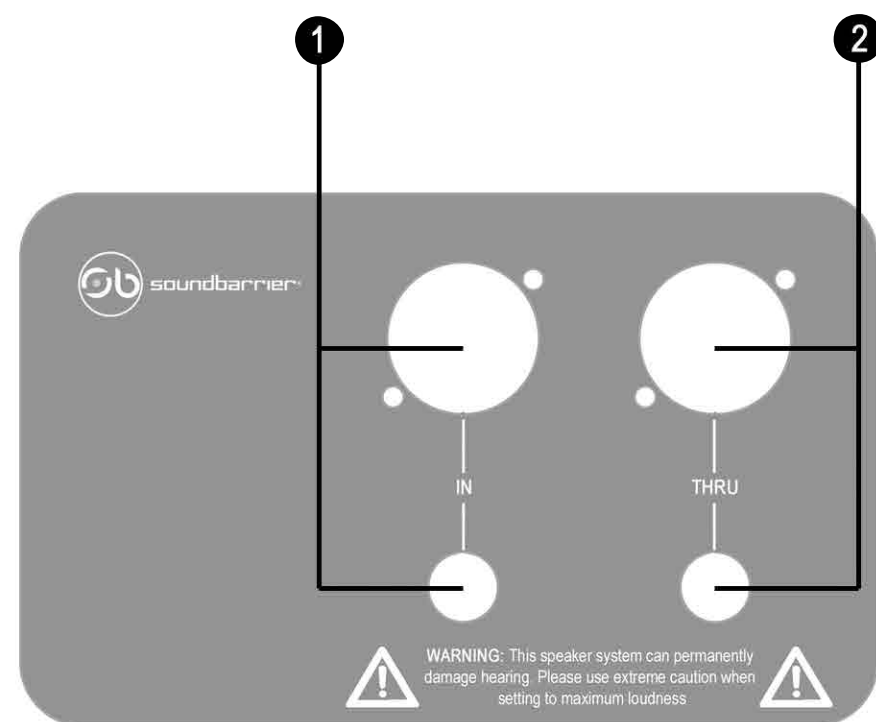 1
2
soundbarrier
IN
THRU
WARNING: This speaker system can permanently
damage hearing. Please use extreme caution when
setting to maximum loudness